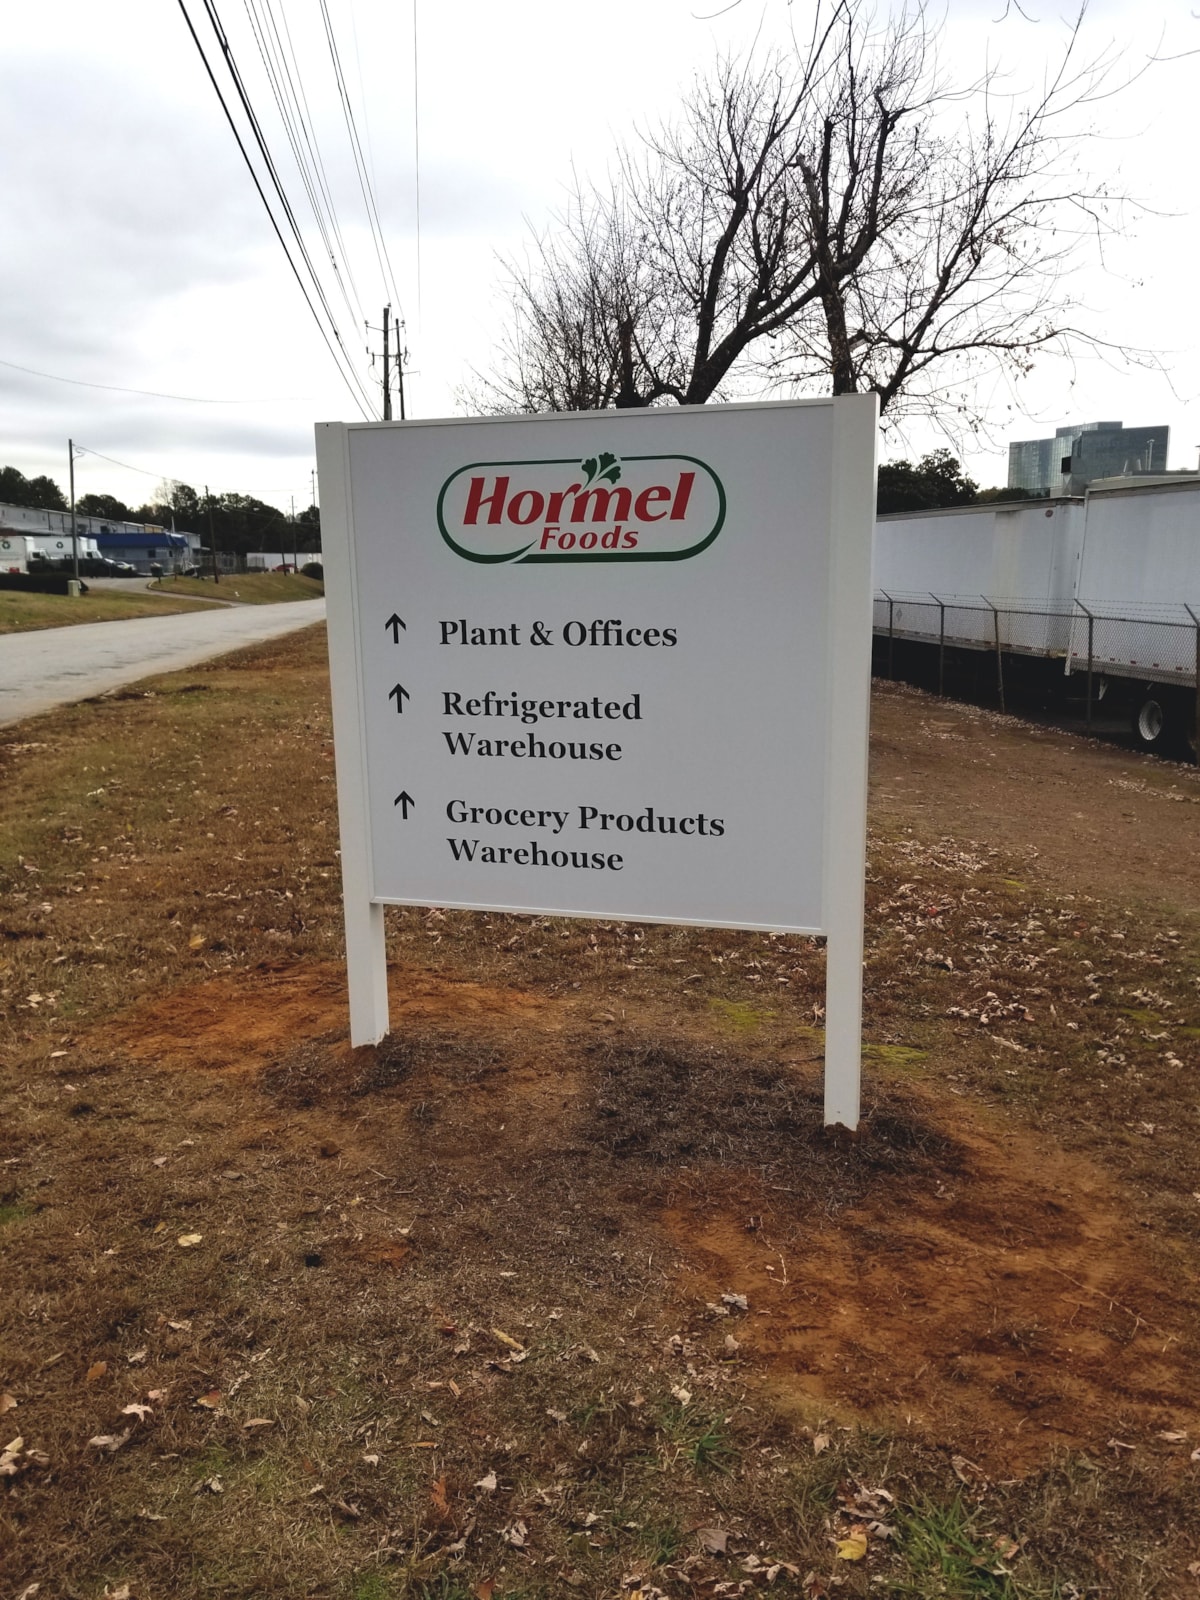 Hormel
Foods
↑ Plant & Offices
↑ Refrigerated
Warehouse
↑ Grocery Products
Warehouse